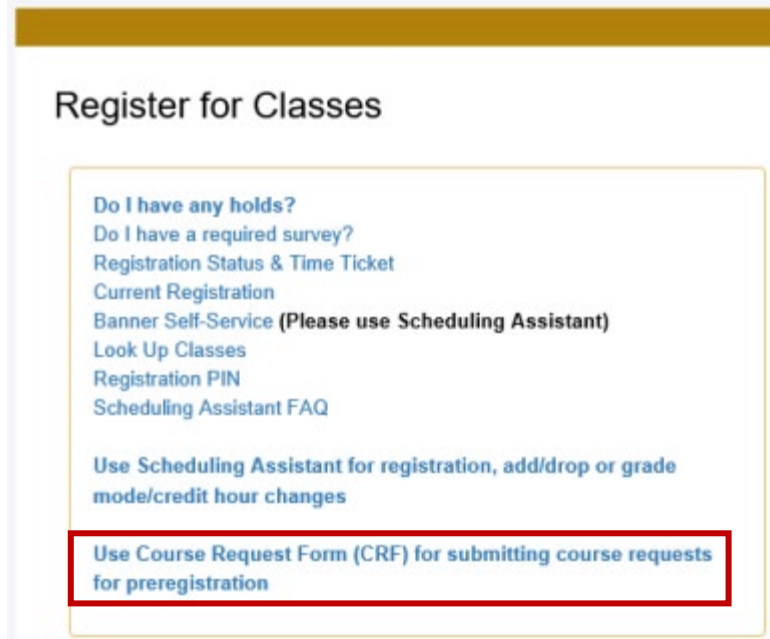 Register for Classes
Do I have any holds?
Do I have a required survey?
Registration Status & Time Ticket
Current Registration
Banner Self-Service (Please use Scheduling Assistant)
Look Up Classes
Registration PIN
Scheduling Assistant FAQ
Use Scheduling Assistant for registration, add/drop or grade
mode/credit hour changes
Use Course Request Form (CRF) for submitting course requests
for preregistration